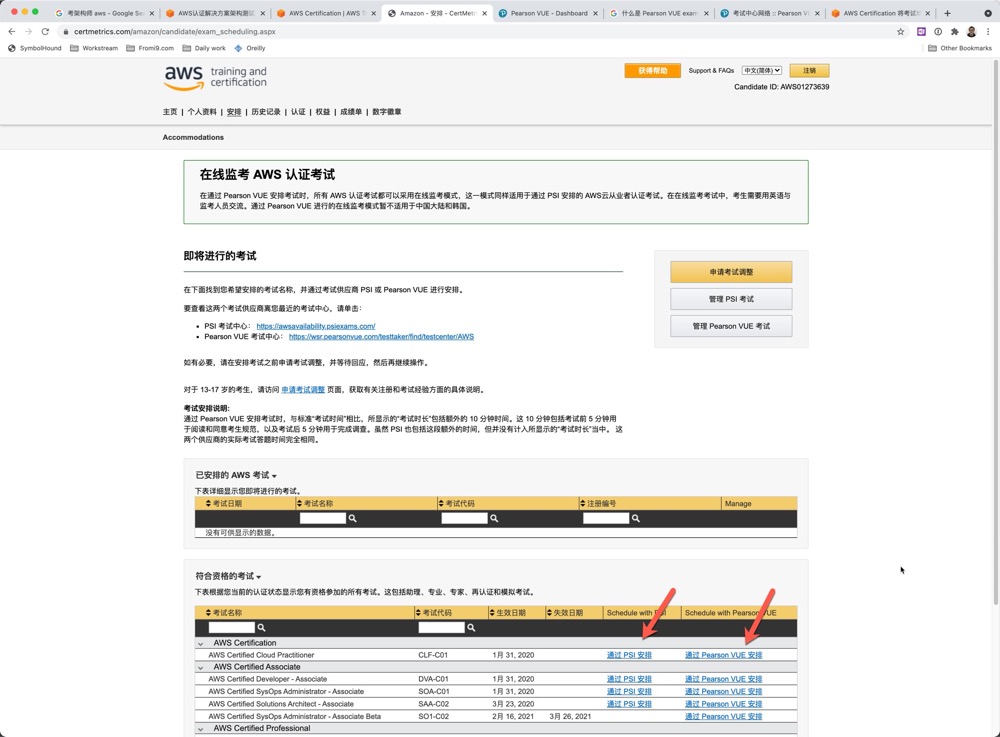 考架构师 aws - Google Se
AWS认证解决方案架构测试
AWS Certification | AWS T
Amazon - 安排 - CertMetri
Pearson VUE - Dashboard
什么是 Pearson VUE exam
考试中心网络 :: Pearson V
AWS Certification 将考试
certmetrics.com/amazon/candidate/exam_scheduling.aspx
SymbolHound
Workstream
Fromi9.com
Daily work
Oreilly
Other Bookmarks
aws training and certification
获得帮助
Support & FAQs
中文(简体)
注销
Candidate ID: AWS01273639
主页 | 个人资料 | 安排 | 历史记录 | 认证 | 权益 | 成绩单 | 数字徽章
Accommodations
在线监考 AWS 认证考试
在通过 Pearson VUE 安排考试时，所有 AWS 认证考试都可以采用在线监考模式，这一模式同样适用于通过 PSI 安排的 AWS云从业者认证考试。在在线监考考试中，考生需要用英语与
监考人员交流。通过 Pearson VUE 进行的在线监考模式暂不适用于中国大陆和韩国。
即将进行的考试
在下面找到您希望安排的考试名称，并通过考试供应商 PSI 或 Pearson VUE 进行安排。
要查看这两个考试供应商离您最近的考试中心，请单击：
PSI 考试中心： https://awsavailability.psiexams.com/
Pearson VUE 考试中心： https://wsr.pearsonvue.com/testtaker/find/testcenter/AWS
如有必要，请在安排考试之前申请考试调整，并等待回应，然后再继续操作。
对于 13-17 岁的考生，请访问 申请考试调整 页面，获取有关注册和考试经验方面的具体说明。
考试安排说明:
通过 Pearson VUE 安排考试时，与标准“考试时间”相比，所显示的“考试时长”包括额外的 10 分钟时间。这 10 分钟包括考试前 5 分钟用
于阅读和同意考生规范，以及考试后 5 分钟用于完成调查。虽然 PSI 也包括这段额外的时间，但并没有计入所显示的“考试时长”当中。 这
两个供应商的实际考试答题时间完全相同。
申请考试调整
管理 PSI 考试
管理 Pearson VUE 考试
已安排的 AWS 考试
下表详细显示您即将进行的考试。
考试日期 考试名称 考试代码 注册编号 Manage
没有可供显示的数据。
符合资格的考试
下表根据您当前的认证状态显示您有资格参加的所有考试。这包括助理、专业、专家、再认证和模拟考试。
考试名称 考试代码 生效日期 失效日期 Schedule with PSI Schedule with Pearson VUE
AWS Certification
AWS Certified Cloud Practitioner CLF-C01 1月 31, 2020 通过 PSI 安排 通过 Pearson VUE 安排
AWS Certified Associate
AWS Certified Developer - Associate DVA-C01 1月 31, 2020 通过 PSI 安排 通过 Pearson VUE 安排
AWS Certified SysOps Administrator - Associate SOA-C01 1月 31, 2020 通过 PSI 安排 通过 Pearson VUE 安排
AWS Certified Solutions Architect - Associate SAA-C02 3月 23, 2020 通过 PSI 安排 通过 Pearson VUE 安排
AWS Certified SysOps Administrator - Associate Beta SO1-C02 2月 16, 2021 3月 26, 2021 通过 Pearson VUE 安排
AWS Certified Professional